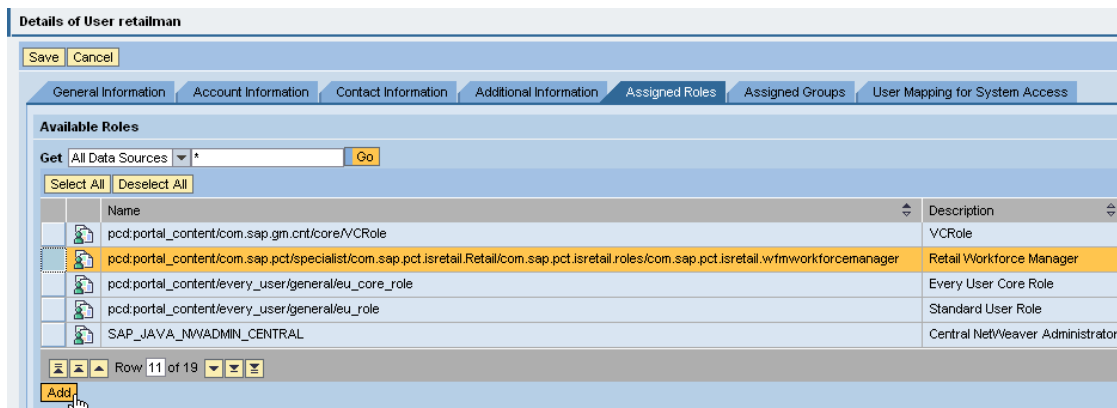 Details of User retailman
Save Cancel
General Information Account Information Contact Information Additional Information Assigned Roles Assigned Groups User Mapping for System Access
Available Roles
Get All Data Sources * Go
Select All Deselect All
Name Description
pcd:portal_content/com.sap.gm.cnt/core/VCRole VCRole
pcd:portal_content/com.sap.pct/specialist/com.sap.pct.isretail.Retail/com.sap.pct.isretail.roles/com.sap.pct.isretail.wfmworkforcemanager Retail Workforce Manager
pcd:portal_content/every_user/general/eu_core_role Every User Core Role
pcd:portal_content/every_user/general/eu_role Standard User Role
SAP_JAVA_NWADMIN_CENTRAL Central NetWeaver Administrator
Row 11 of 19
Add